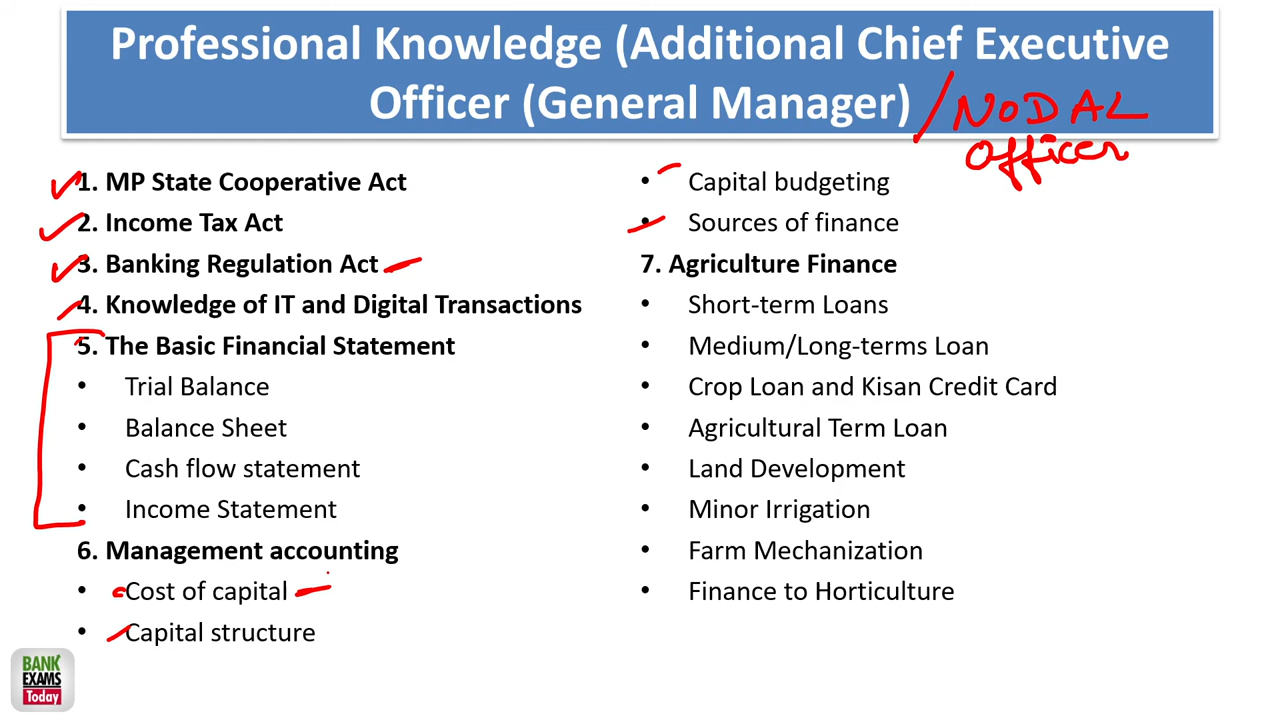 Professional Knowledge (Additional Chief Executive
Officer (General Manager) / NODAL
Officer
1. MP State Cooperative Act
2. Income Tax Act
3. Banking Regulation Act
4. Knowledge of IT and Digital Transactions
5. The Basic Financial Statement
• Trial Balance
• Balance Sheet
• Cash flow statement
• Income Statement
6. Management accounting
• Cost of capital
• Capital structure
• Capital budgeting
• Sources of finance
7. Agriculture Finance
• Short-term Loans
• Medium/Long-terms Loan
• Crop Loan and Kisan Credit Card
• Agricultural Term Loan
• Land Development
• Minor Irrigation
• Farm Mechanization
• Finance to Horticulture
BANK
EXAMS
Today